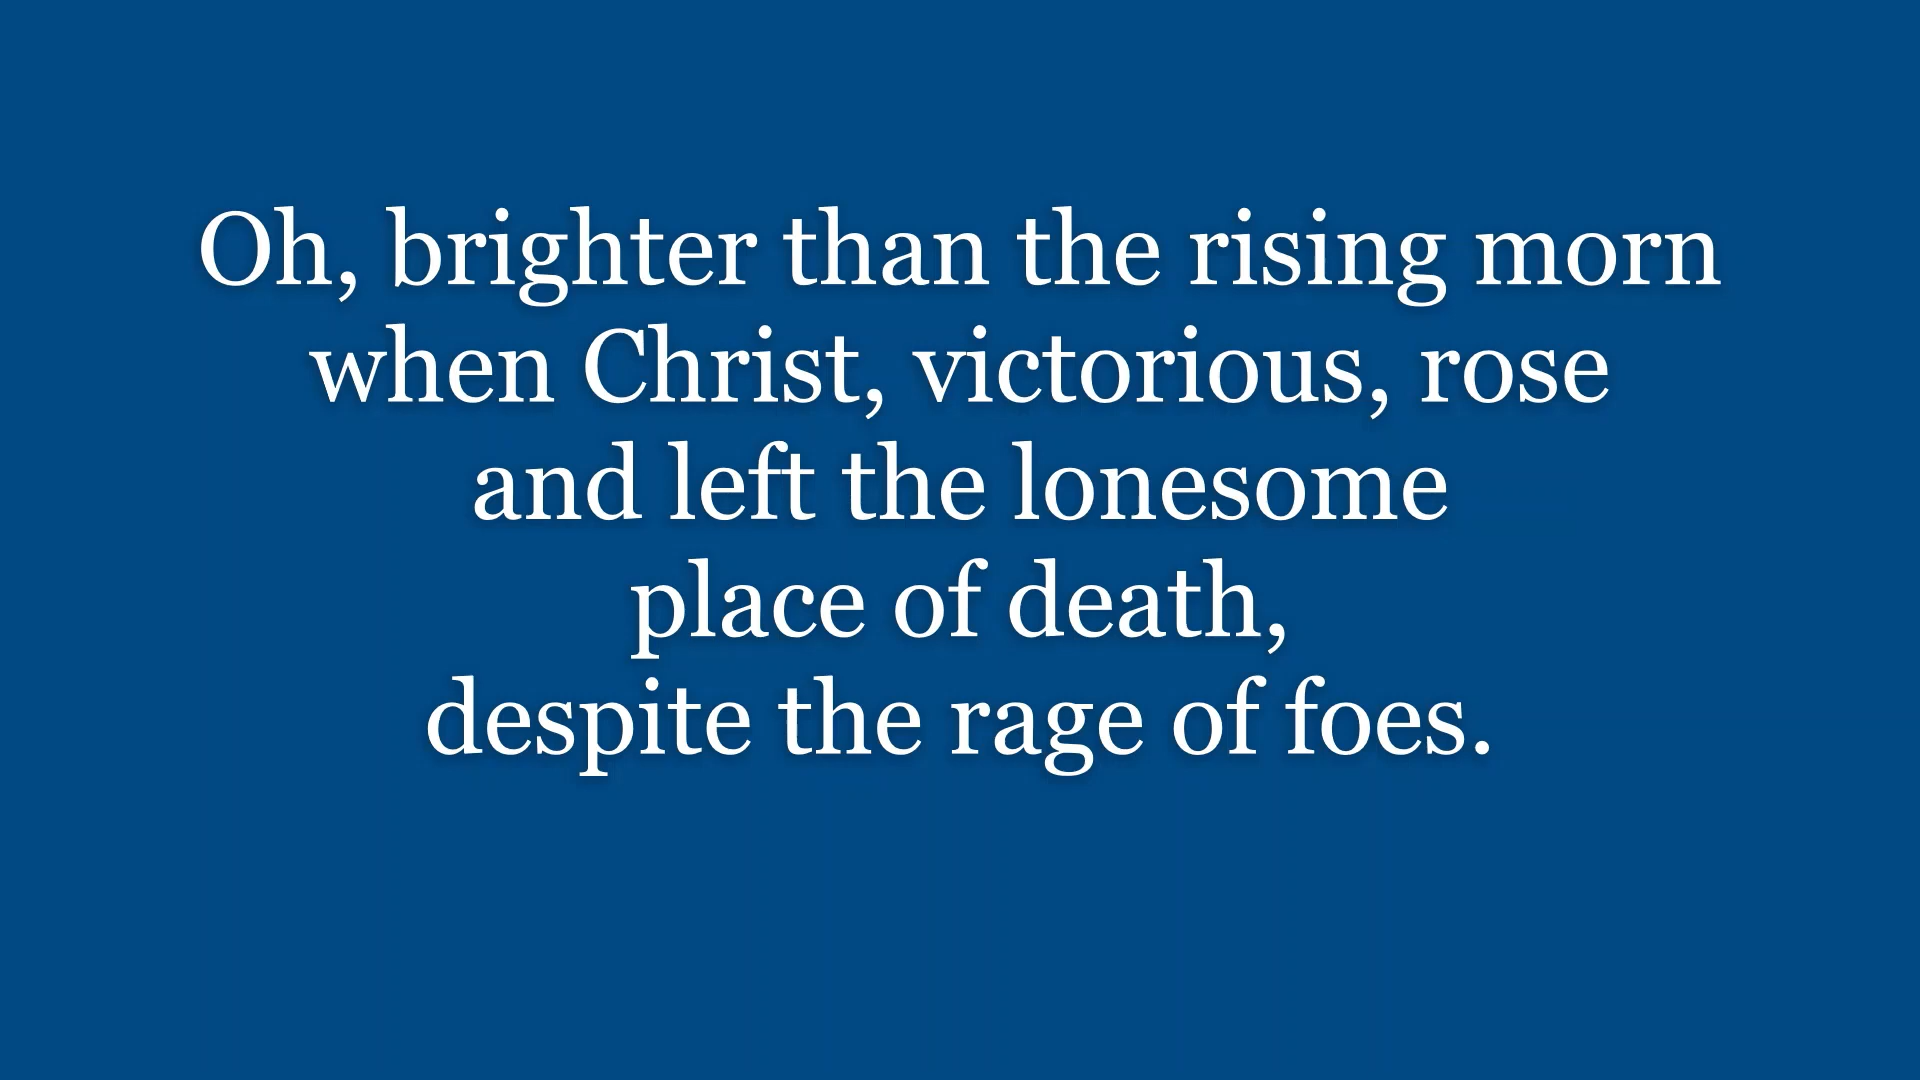 Oh, brighter than the rising morn
when Christ, victorious, rose
and left the lonesome
place of death,
despite the rage of foes.